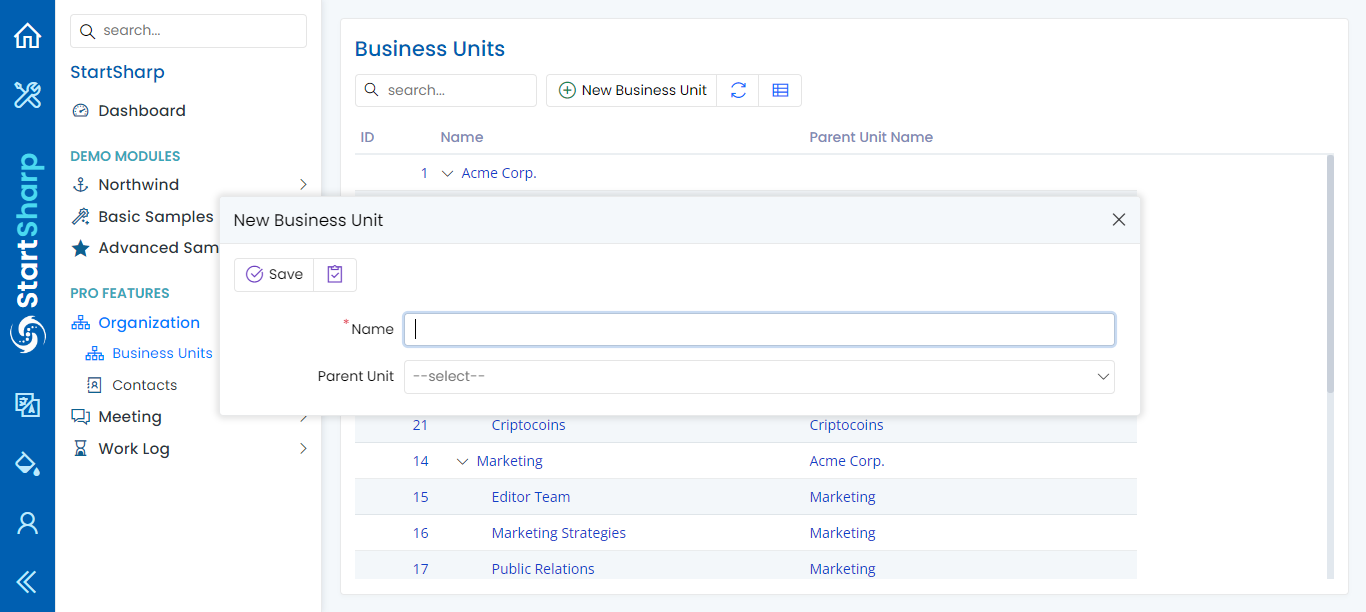 StartSharp
search...
StartSharp
Dashboard
DEMO MODULES
Northwind
Basic Samples
Advanced Sam
PRO FEATURES
Organization
Business Units
Contacts
Meeting
Work Log
Business Units
search...
New Business Unit
ID Name Parent Unit Name
1 Acme Corp.
New Business Unit
Save
*Name
Parent Unit --select--
21 Criptocoins Criptocoins
14 Marketing Acme Corp.
15 Editor Team Marketing
16 Marketing Strategies Marketing
17 Public Relations Marketing